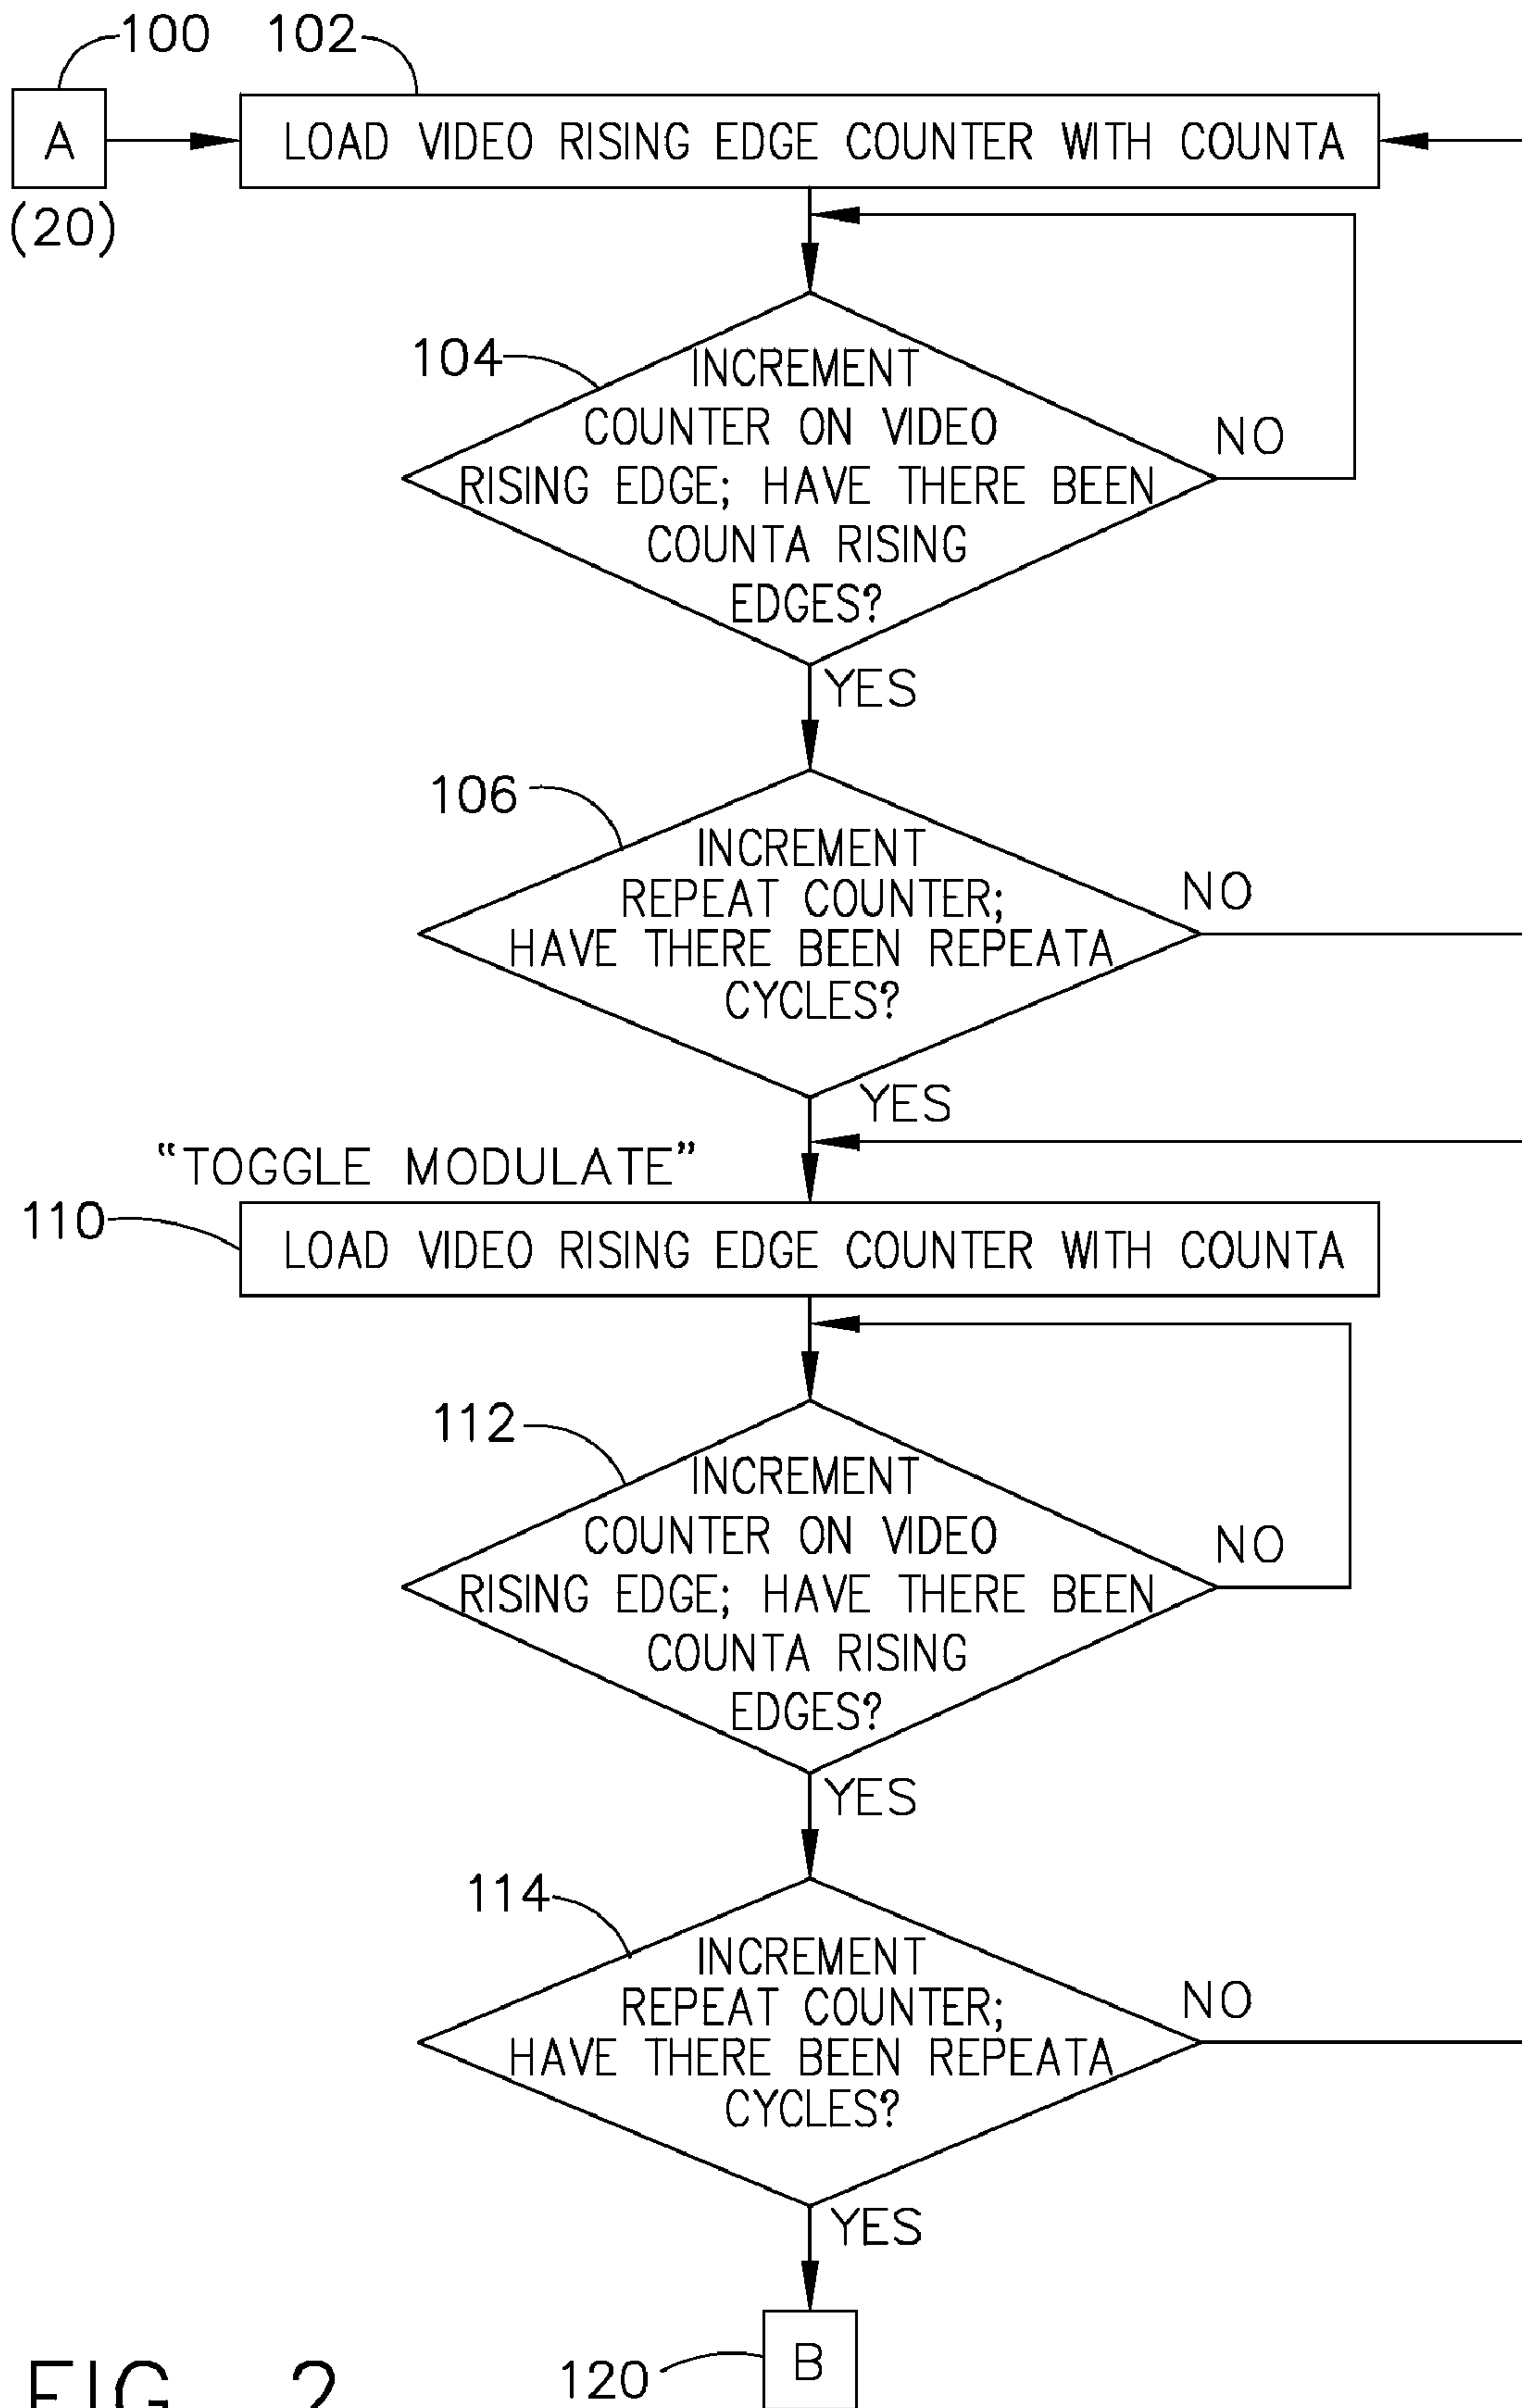 100 102
A
LOAD VIDEO RISING EDGE COUNTER WITH COUNTA
(20)
104
INCREMENT
COUNTER ON VIDEO
NO
RISING EDGE; HAVE THERE BEEN
COUNTA RISING
EDGES?
YES
106
INCREMENT
REPEAT COUNTER;
NO
HAVE THERE BEEN REPEATA
CYCLES?
YES
“TOGGLE MODULATE”
110
LOAD VIDEO RISING EDGE COUNTER WITH COUNTA
112
INCREMENT
COUNTER ON VIDEO
NO
RISING EDGE; HAVE THERE BEEN
COUNTA RISING
EDGES?
YES
114
INCREMENT
REPEAT COUNTER;
NO
HAVE THERE BEEN REPEATA
CYCLES?
YES
B
120
FIG. 2